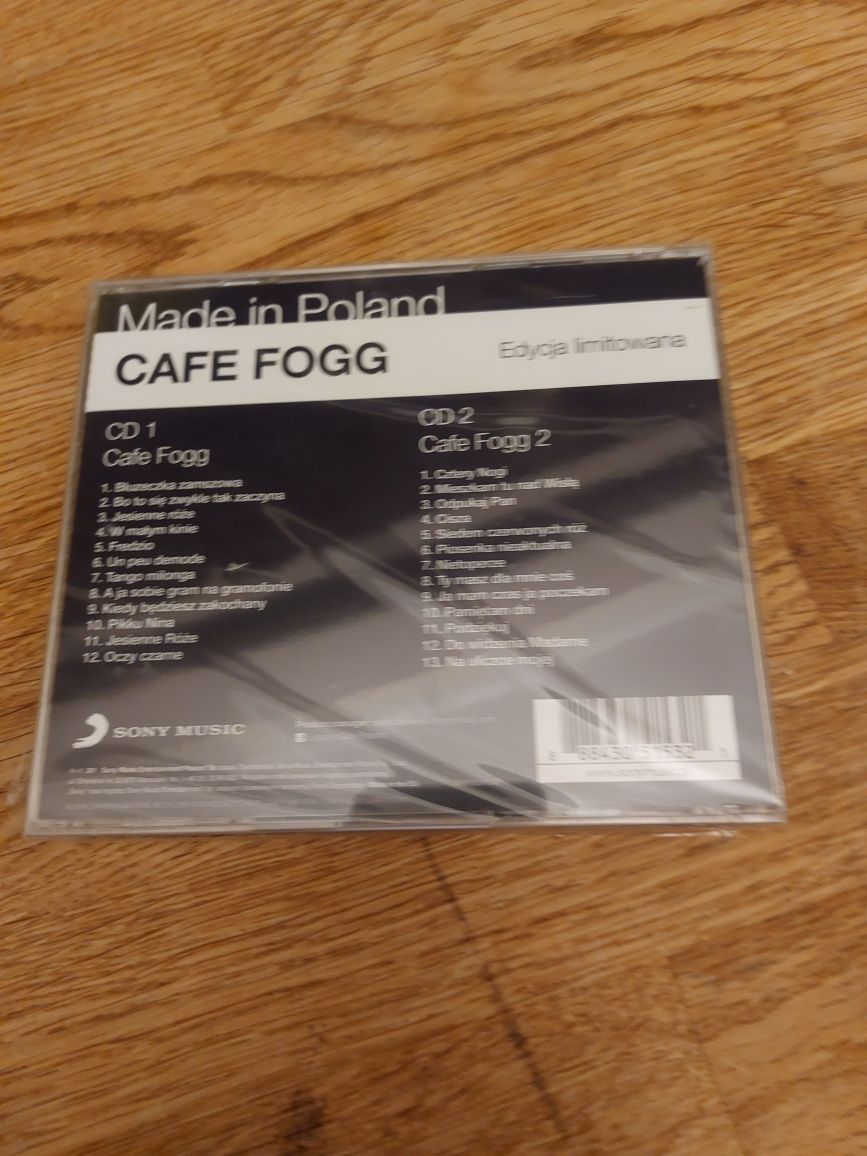 Made in Poland
CAFE FOGG
Edycja limitowana
CD 1
Cafe Fogg
1. Bluzeczka zamszowa
2. Bo to się zwykle tak zaczyna
3. Jesienne róże
4. W małym kinie
5. Fredzio
6. Un peu demode
7. Tango milonga
8. A ja sobie gram na gramofonie
9. Kiedy będziesz zakochany
10. Pikku Nina
11. Jesienne Róże
12. Oczy czarne
CD 2
Cafe Fogg 2
1. Cztery Nogi
2. Mieszkam tu nad Wisłą
3. Odpukaj Pan
4. Cisza
5. Siedem czerwonych róż
6. Piosenka nieaktualna
7. Nietoperze
8. Ty masz dla mnie coś
9. Ja mam czas ja poczekam
10. Pamiętam dni
11. Podziękuj
12. Do widzenia Madame
13. Na uliczce mojej
SONY MUSIC